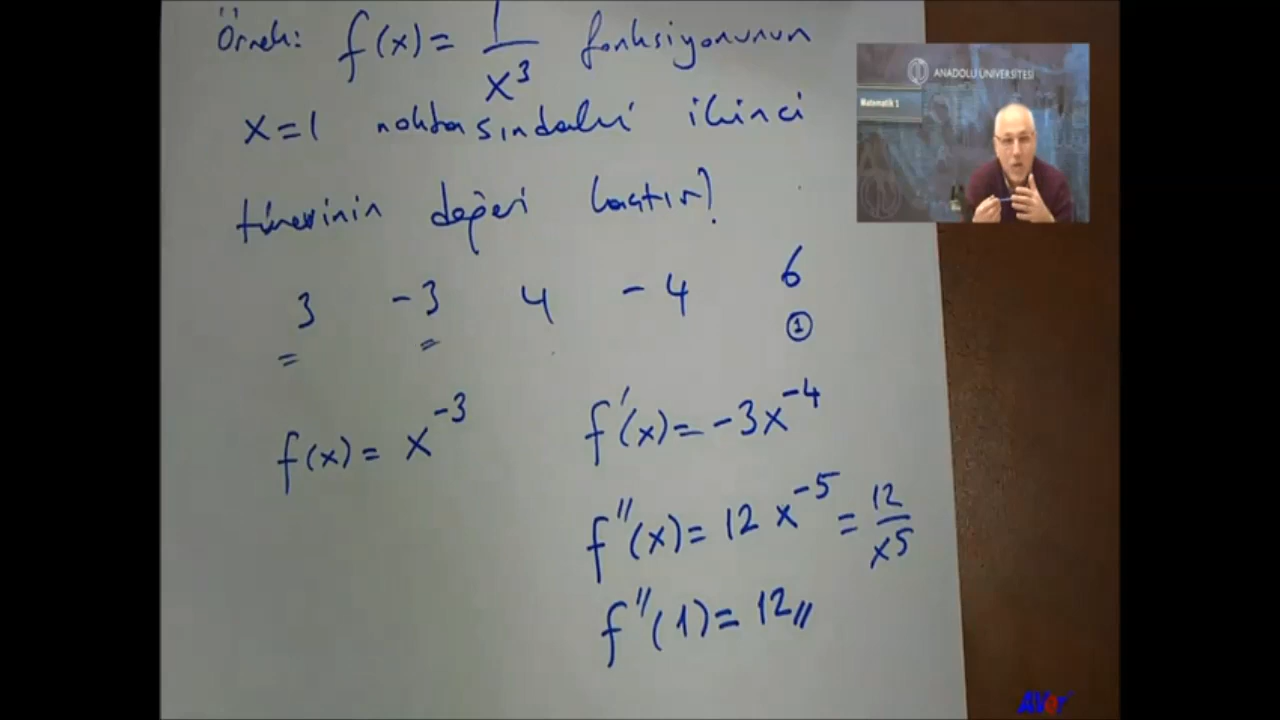 Örnek: f(x) = 1/x³ fonksiyonunun
x=1 noktasındaki ikinci
türevinin değeri kaçtır?
3 -3 4 -4 6
= = ①
f(x) = x⁻³ f′(x) = -3x⁻⁴
f″(x) = 12x⁻⁵ = 12/x⁵
f″(1) = 12//
ANADOLU ÜNİVERSİTESİ
Matematik 1
AVer